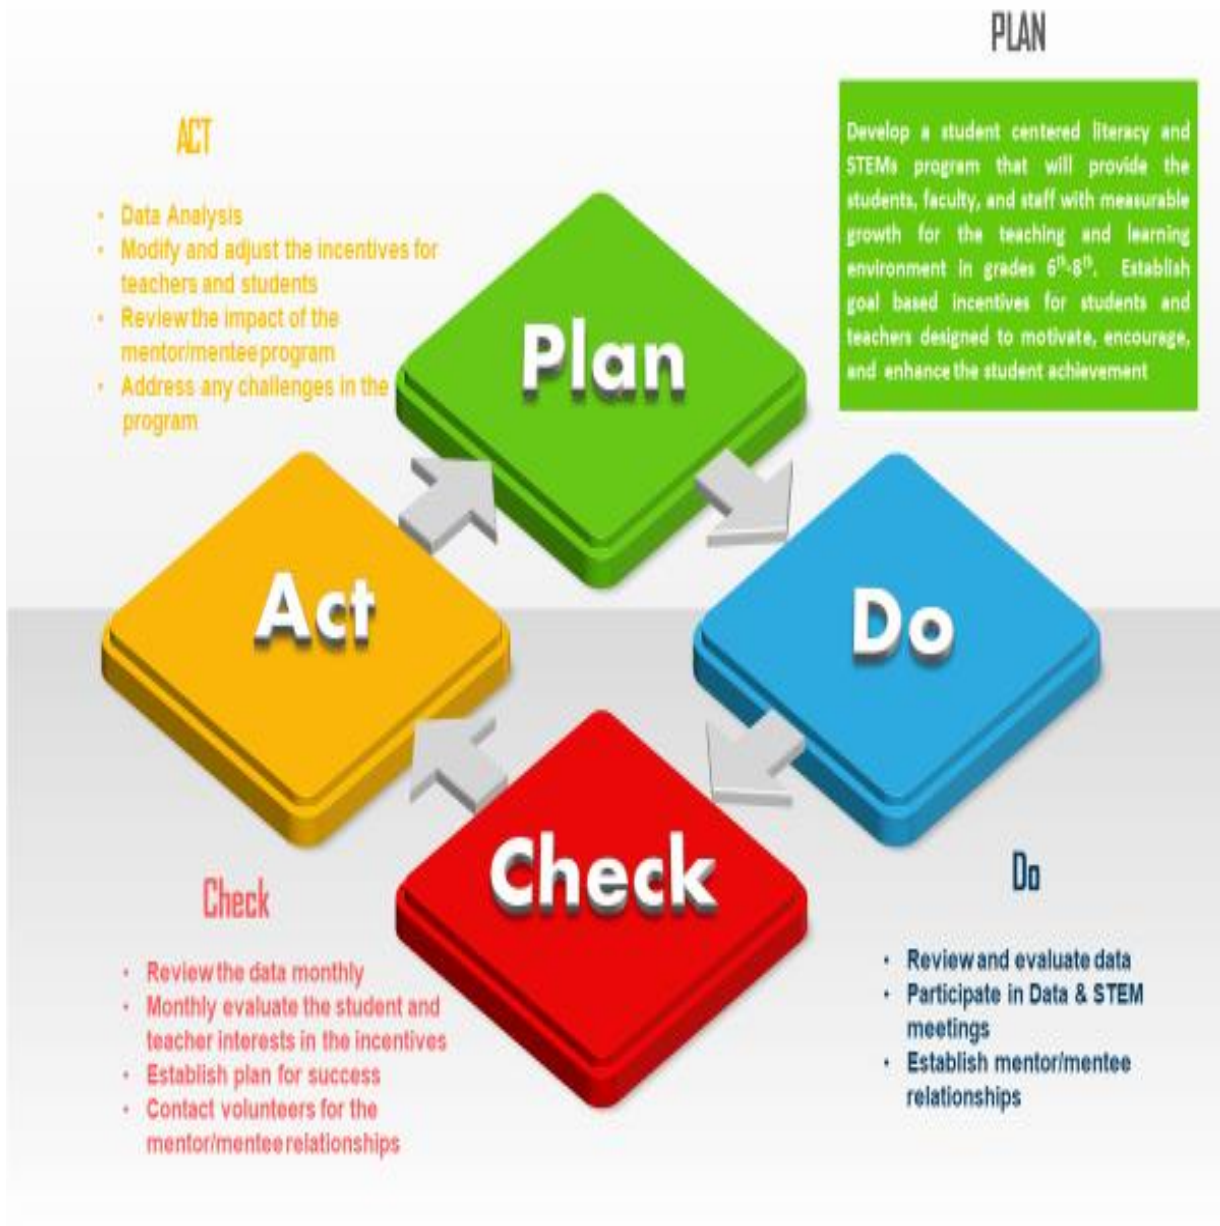 PLAN
Develop a student centered literacy and
STEMs program that will provide the
students, faculty, and staff with measurable
growth for the teaching and learning
environment in grades 6th-8th. Establish
goal based incentives for students and
teachers designed to motivate, encourage,
and enhance the student achievement
ACT
• Data Analysis
• Modify and adjust the incentives for
teachers and students
• Review the impact of the
mentor/mentee program
• Address any challenges in the
program
Plan
Act
Do
Check
Check
• Review the data monthly
• Monthly evaluate the student and
teacher interests in the incentives
• Establish plan for success
• Contact volunteers for the
mentor/mentee relationships
Do
• Review and evaluate data
• Participate in Data & STEM
meetings
• Establish mentor/mentee
relationships